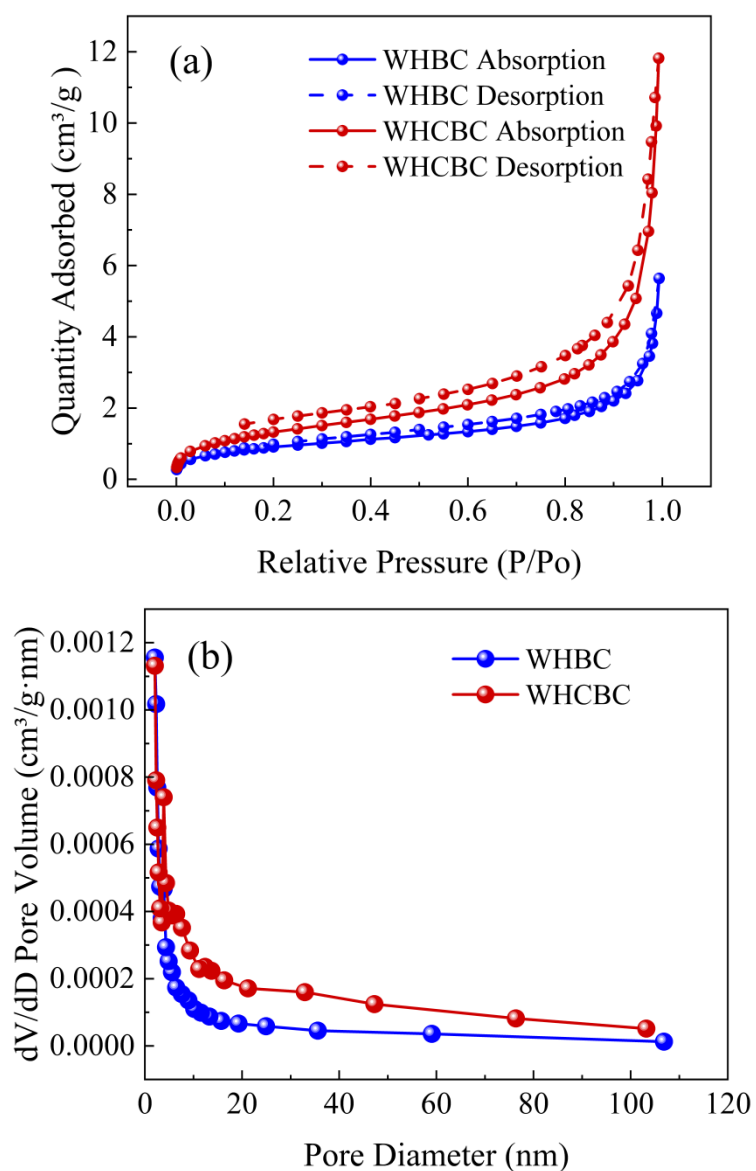 (a)
WHBC Absorption
WHBC Desorption
WHCBC Absorption
WHCBC Desorption
Quantity Adsorbed (cm³/g)
12
10
8
6
4
2
0
0.0 0.2 0.4 0.6 0.8 1.0
Relative Pressure (P/Po)
(b)
WHBC
WHCBC
dV/dD Pore Volume (cm³/g·nm)
0.0012
0.0010
0.0008
0.0006
0.0004
0.0002
0.0000
0 20 40 60 80 100 120
Pore Diameter (nm)